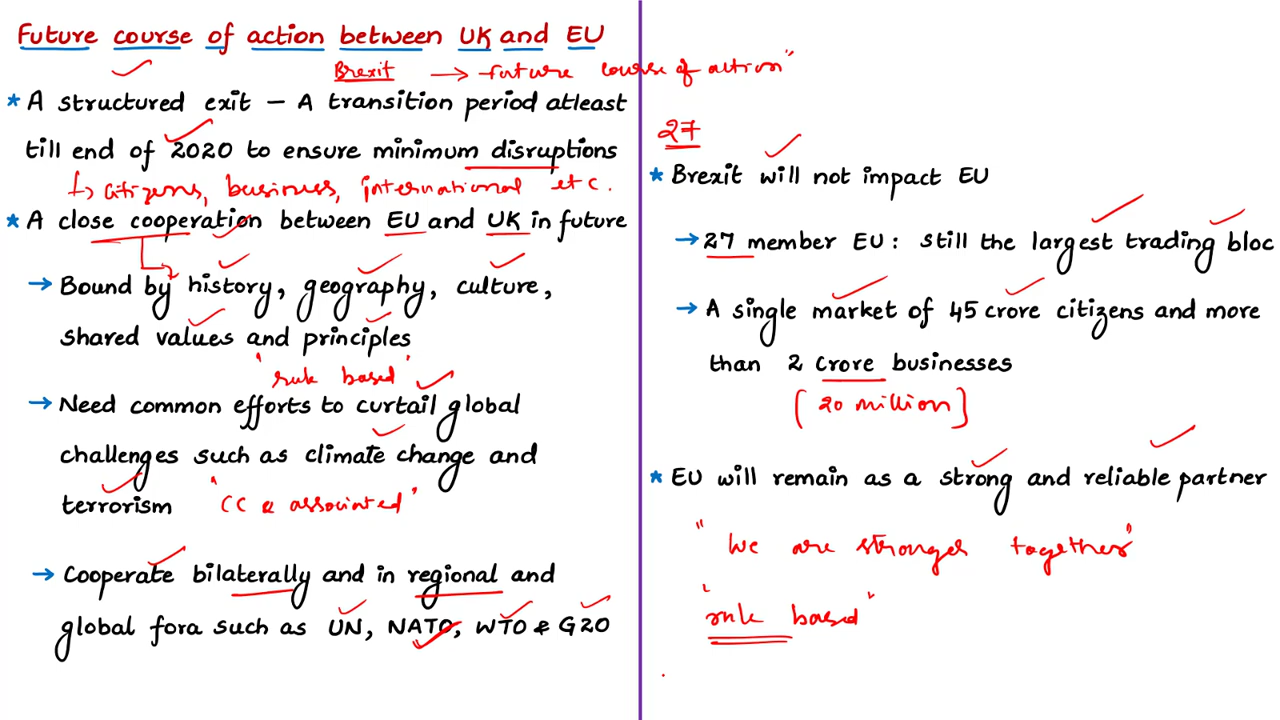 Future course of action between UK and EU
Brexit → future course of action"
* A structured exit – A transition period atleast
till end of 2020 to ensure minimum disruptions
↳ citizens, business, international etc.
* A close cooperation between EU and UK in future
→ Bound by history, geography, culture,
shared values and principles
"rule based"
→ Need common efforts to curtail global
challenges such as climate change and
terrorism "CC & associated"
→ Cooperate bilaterally and in regional and
global fora such as UN, NATO, WTO & G20
27
* Brexit will not impact EU
→ 27 member EU: still the largest trading bloc
→ A single market of 45 crore citizens and more
than 2 crore businesses
(20 million]
* EU will remain as a strong and reliable partner
"We are stronger together"
"rule based"